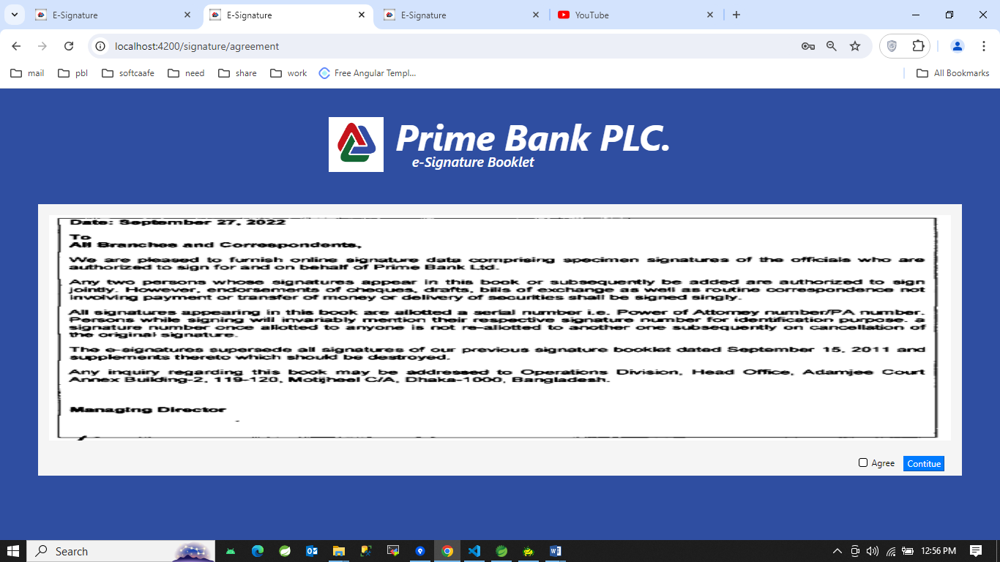 E-Signature
E-Signature
E-Signature
YouTube
localhost:4200/signature/agreement
mail
pbl
softcaafe
need
share
work
Free Angular Templ...
All Bookmarks
Prime Bank PLC.
e-Signature Booklet
Date: September 27, 2022
To
All Branches and Correspondents,
We are pleased to furnish online signature data comprising specimen signatures of the officials who are
authorized to sign for and on behalf of Prime Bank Ltd.
Any two persons whose signatures appear in this book or subsequently be added are authorized to sign
jointly. However, endorsements of cheques, drafts, bills of exchange as well as routine correspondence not
involving payment or transfer of money or delivery of securities shall be signed singly.
All signatures appearing in this book are allotted a serial number i.e. Power of Attorney number/PA number.
Persons while signing will invariably mention their respective signature number for identification purpose. a
signature number once allotted to anyone is not re-allotted to another one subsequently on cancellation of
the original signature.
The e-signatures supersede all signatures of our previous signature booklet dated September 15, 2011 and
supplements thereto which should be destroyed.
Any inquiry regarding this book may be addressed to Operations Division, Head Office, Adamjee Court
Annex Building-2, 119-120, Motijheel C/A, Dhaka-1000, Bangladesh.
Managing Director
Agree
Contitue
Search
12:56 PM